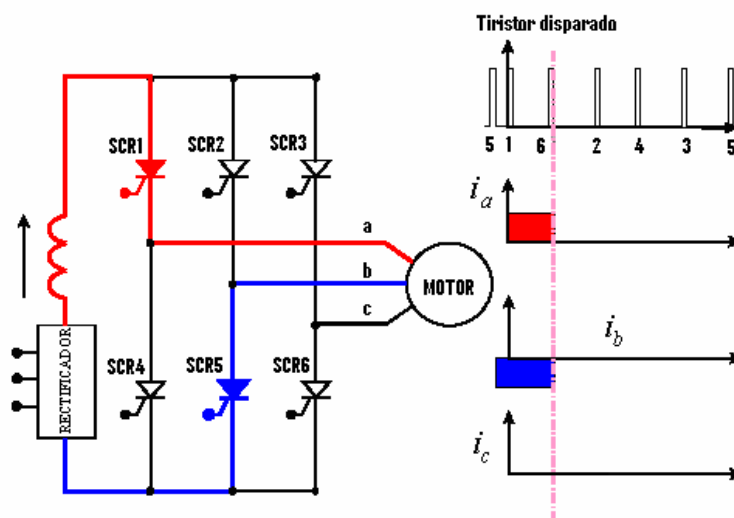 Tiristor disparado
5 1 6 2 4 3 5
SCR1
SCR2
SCR3
i_a
a
b
MOTOR
c
i_b
RECTIFICADOR
SCR4
SCR5
SCR6
i_c